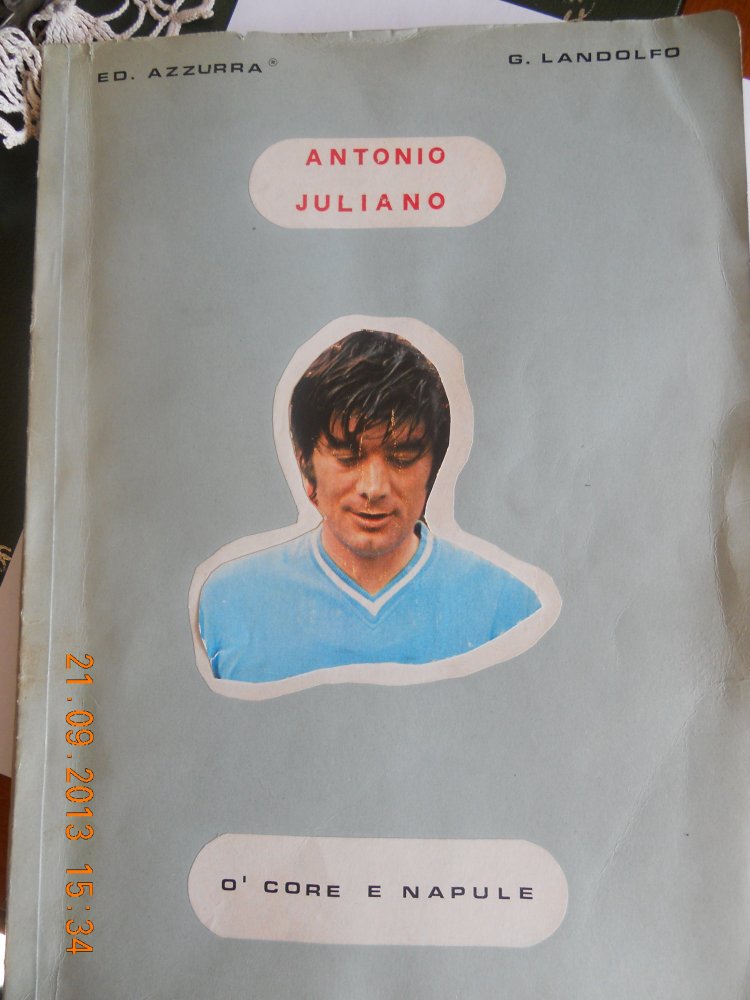 ED. AZZURRA®
G. LANDOLFO
ANTONIO
JULIANO
O' CORE E NAPULE
21.09.2013 15:34